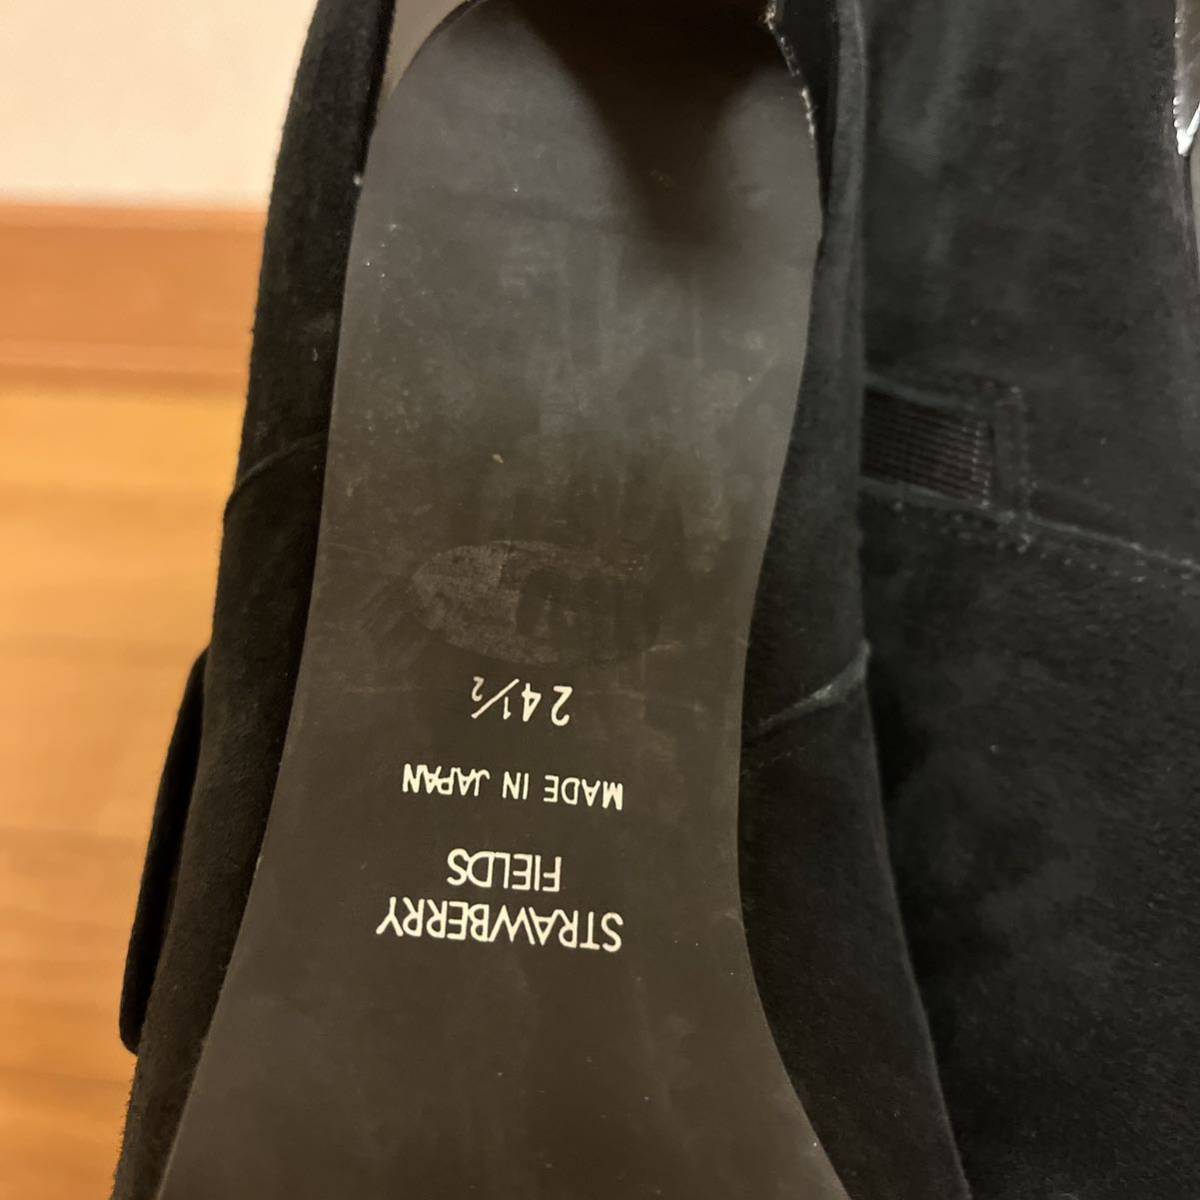 STRAWBERRY
FIELDS
MADE IN JAPAN
24½